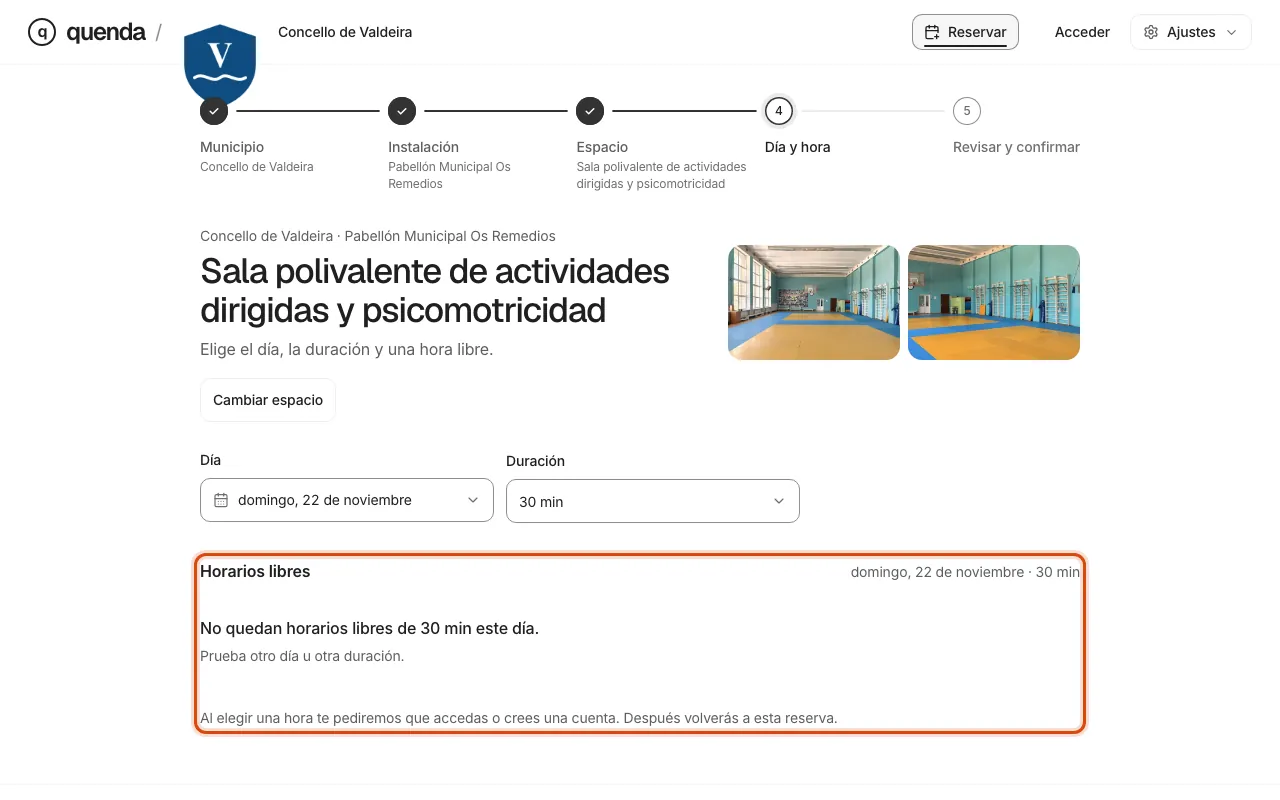 q quenda / V Concello de Valdeira Reservar Acceder Ajustes
4 5
Municipio Instalación Espacio Día y hora Revisar y confirmar
Concello de Valdeira
Pabellón Municipal Os
Remedios
Sala polivalente de actividades
dirigidas y psicomotricidad
Concello de Valdeira · Pabellón Municipal Os Remedios
Sala polivalente de actividades
dirigidas y psicomotricidad
Elige el día, la duración y una hora libre.
Cambiar espacio
Día Duración
domingo, 22 de noviembre 30 min
Horarios libres domingo, 22 de noviembre · 30 min
No quedan horarios libres de 30 min este día.
Prueba otro día u otra duración.
Al elegir una hora te pediremos que accedas o crees una cuenta. Después volverás a esta reserva.